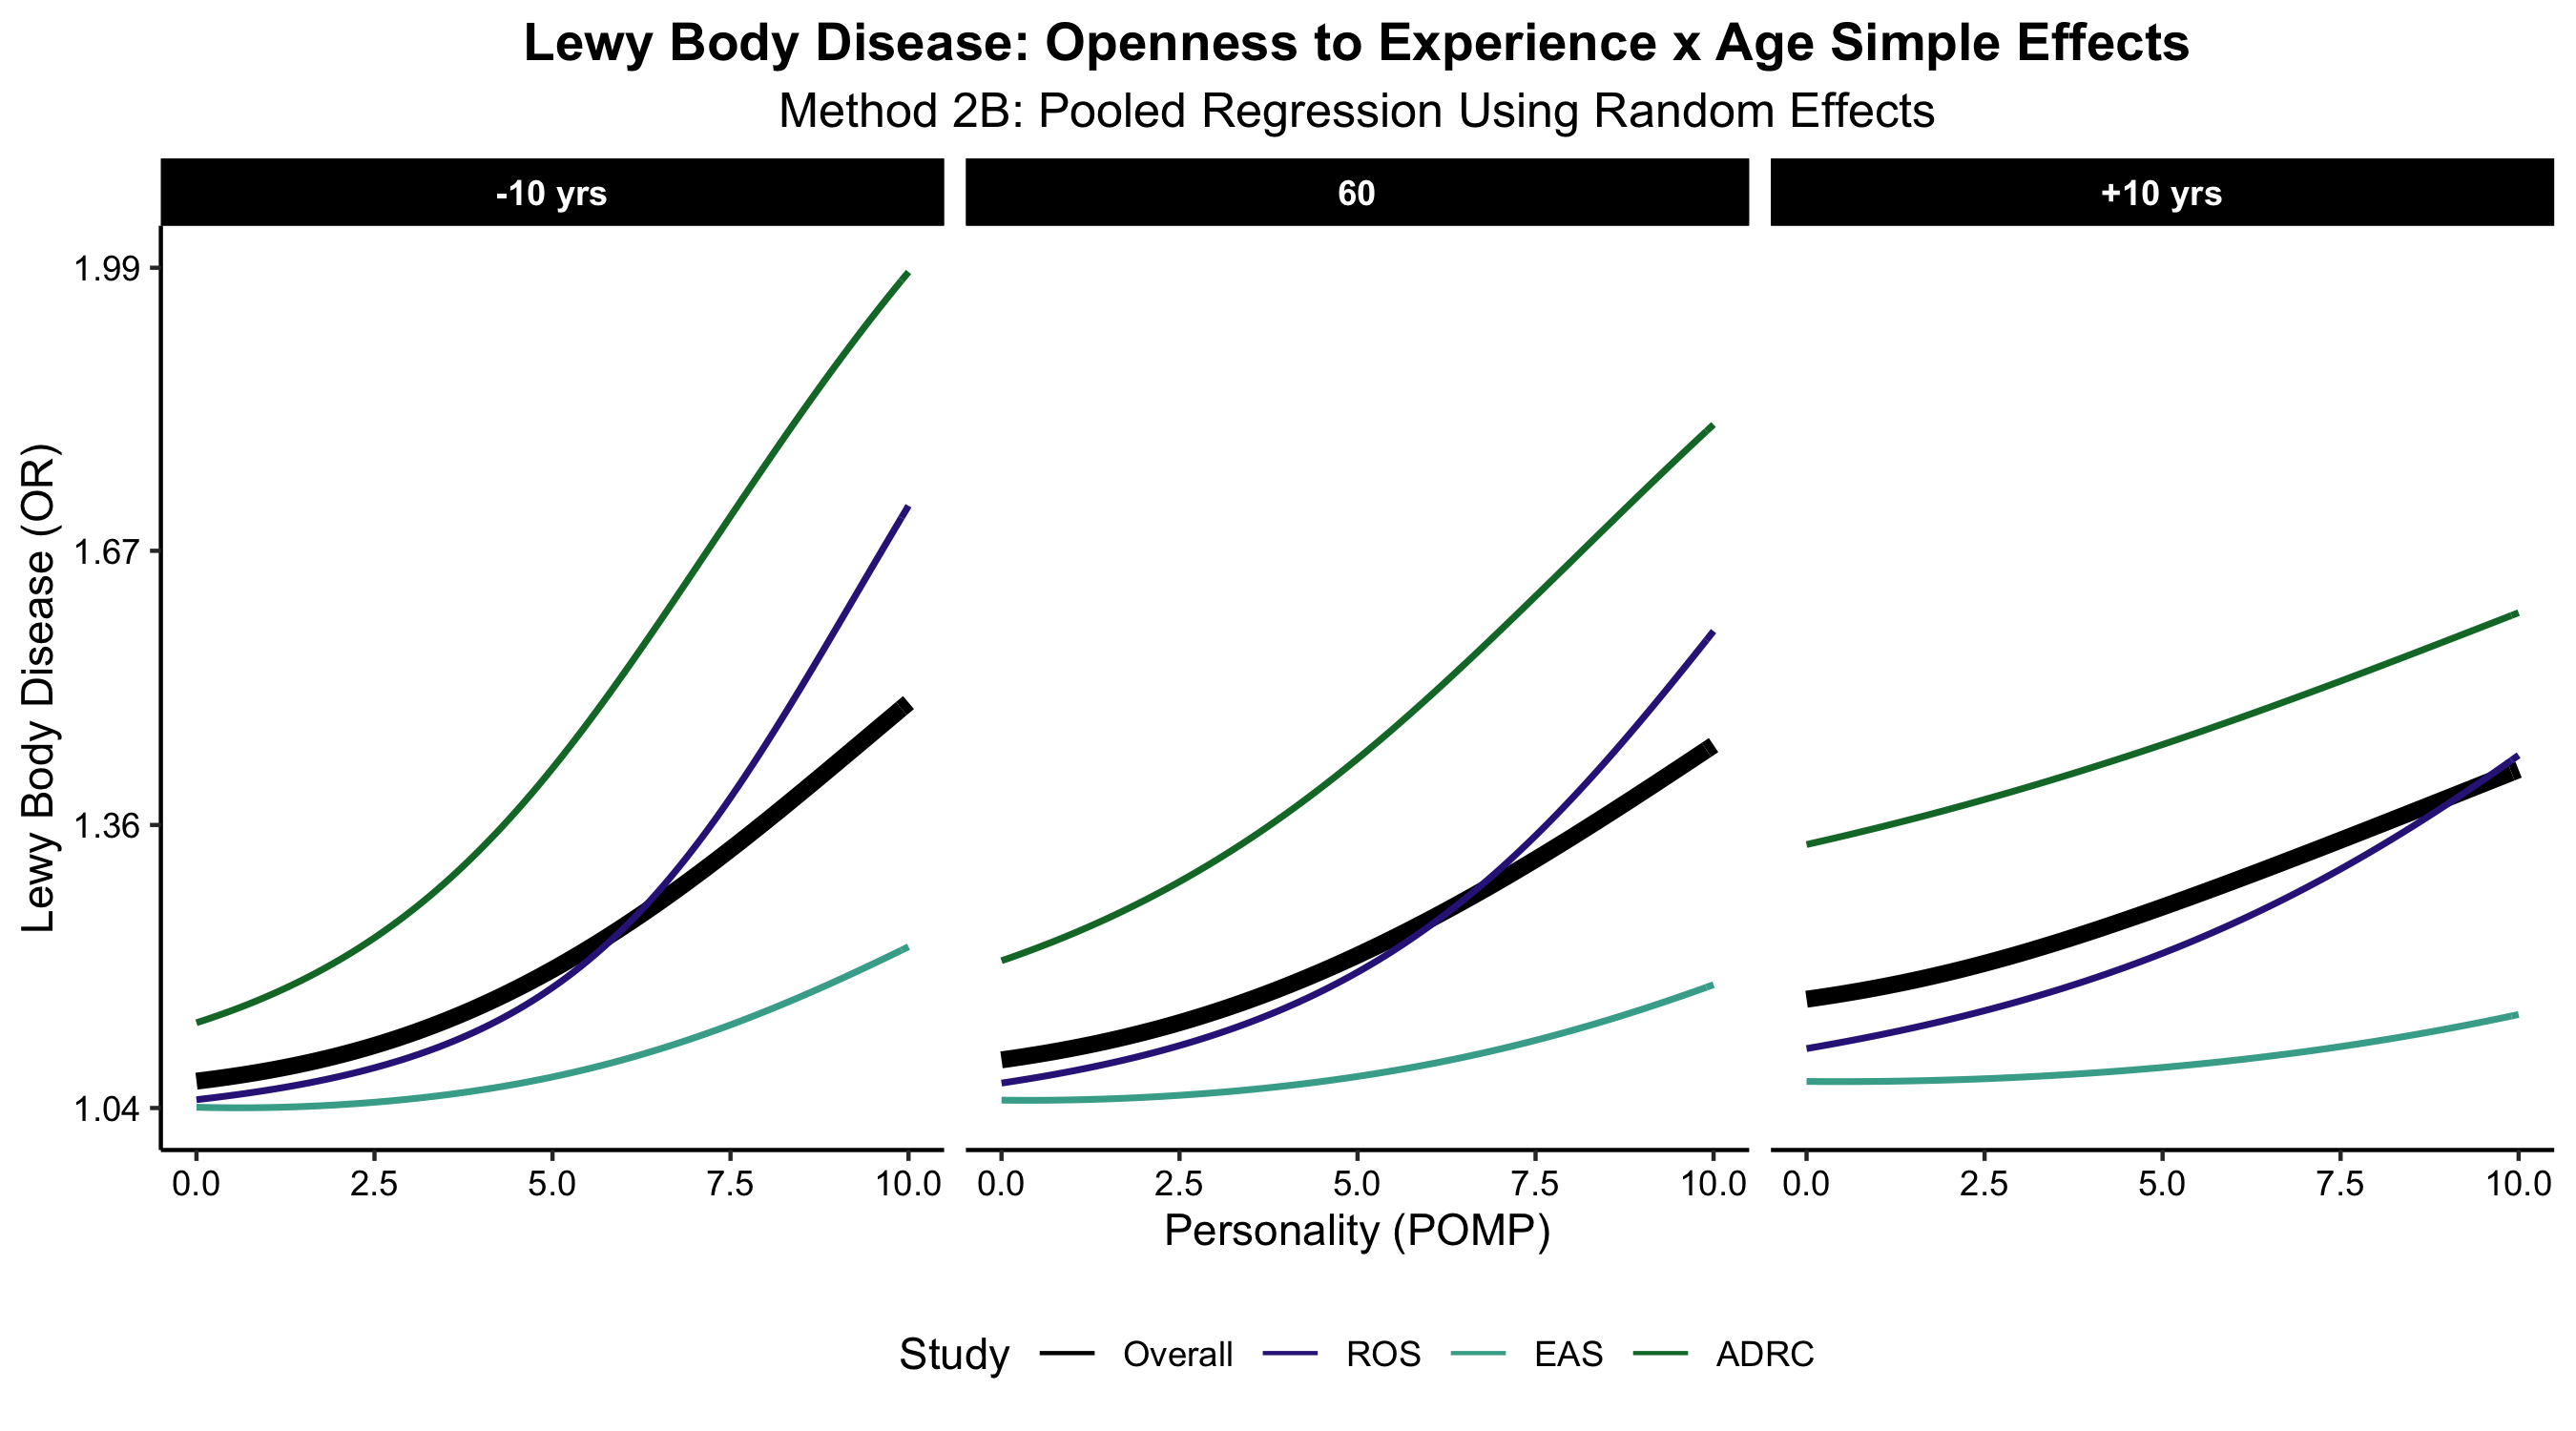 Lewy Body Disease: Openness to Experience x Age Simple Effects
Method 2B: Pooled Regression Using Random Effects
-10 yrs 60 +10 yrs
Lewy Body Disease (OR)
1.99
1.67
1.36
1.04
0.0 2.5 5.0 7.5 10.0 0.0 2.5 5.0 7.5 10.0 0.0 2.5 5.0 7.5 10.0
Personality (POMP)
Study Overall ROS EAS ADRC